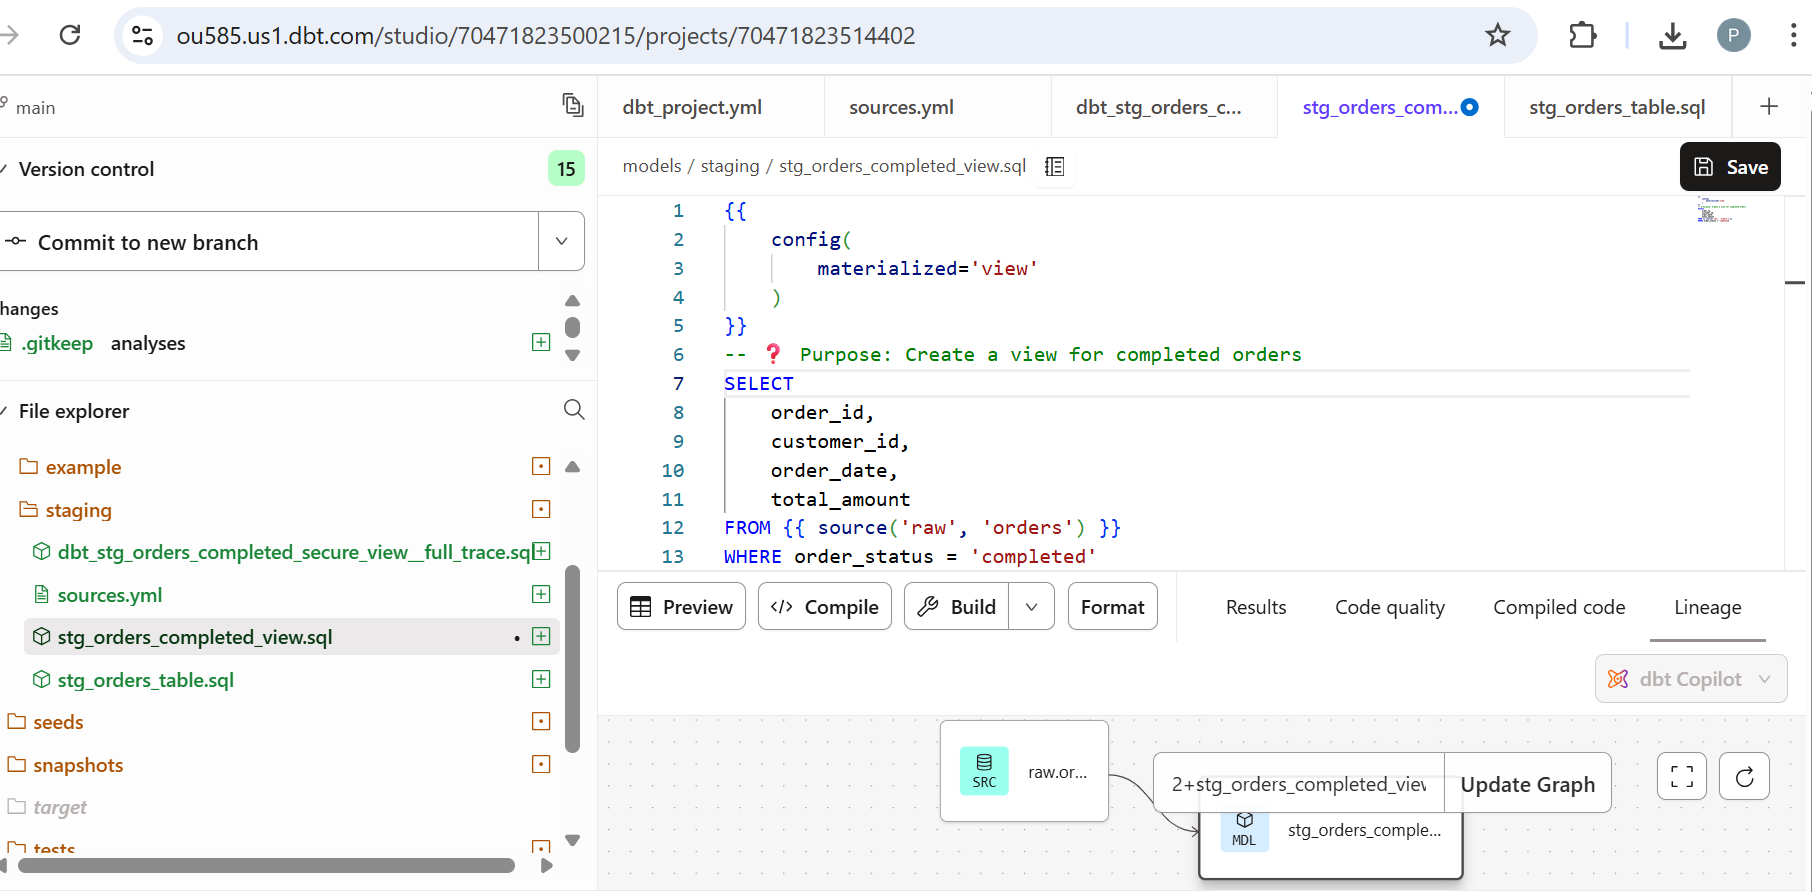 ou585.us1.dbt.com/studio/70471823500215/projects/70471823514402
P
main
dbt_project.yml
sources.yml
dbt_stg_orders_c...
stg_orders_com...
stg_orders_table.sql
Version control
15
models / staging / stg_orders_completed_view.sql
Save
Commit to new branch
hanges
.gitkeep analyses
File explorer
example
staging
dbt_stg_orders_completed_secure_view__full_trace.sql
sources.yml
stg_orders_completed_view.sql
stg_orders_table.sql
seeds
snapshots
target
tests
1 {{
2 config(
3 materialized='view'
4 )
5 }}
6 -- ❓ Purpose: Create a view for completed orders
7 SELECT
8 order_id,
9 customer_id,
10 order_date,
11 total_amount
12 FROM {{ source('raw', 'orders') }}
13 WHERE order_status = 'completed'
Preview
Compile
Build
Format
Results
Code quality
Compiled code
Lineage
dbt Copilot
SRC
raw.or...
2+stg_orders_completed_viev
Update Graph
MDL
stg_orders_comple...